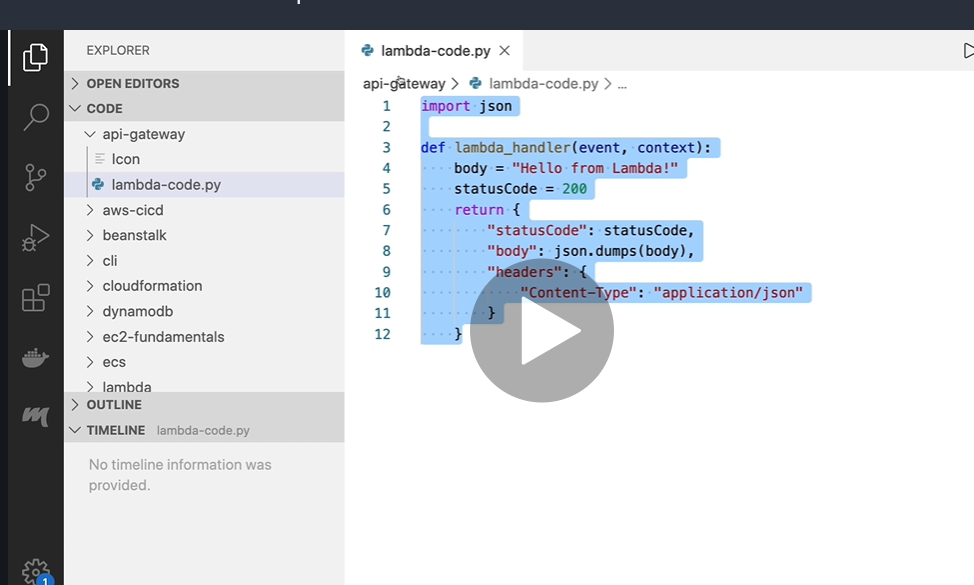 EXPLORER
OPEN EDITORS
CODE
api-gateway
Icon
lambda-code.py
aws-cicd
beanstalk
cli
cloudformation
dynamodb
ec2-fundamentals
ecs
lambda
OUTLINE
TIMELINE lambda-code.py
No timeline information was
provided.
1
lambda-code.py
api-gateway > lambda-code.py > ...
1 import json
2
3 def lambda_handler(event, context):
4     body = "Hello from Lambda!"
5     statusCode = 200
6     return {
7         "statusCode": statusCode,
8         "body": json.dumps(body),
9         "headers": {
10             "Content-Type": "application/json"
11         }
12     }